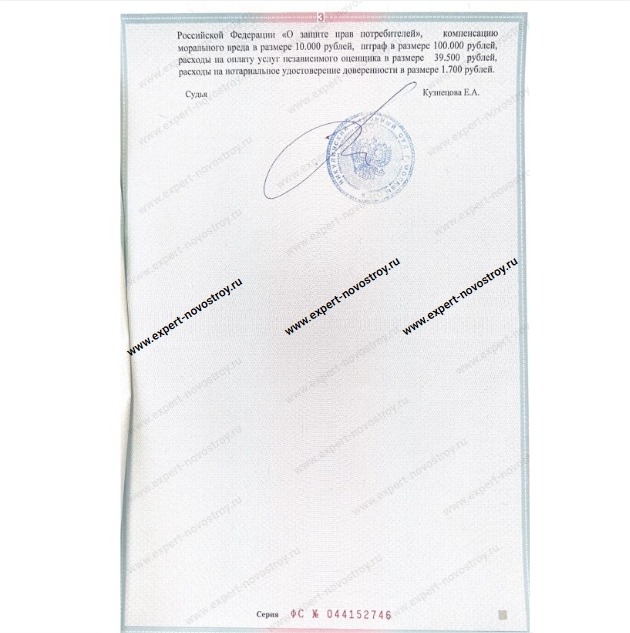 3
Российской Федерации «О защите прав потребителей», компенсацию
морального вреда в размере 10.000 рублей, штраф в размере 100.000 рублей,
расходы на оплату услуг независимого оценщика в размере 39.500 рублей,
расходы на нотариальное удостоверение доверенности в размере 1.700 рублей.
Судья Кузнецова Е.А.
www.expert-novostroy.ru
www.expert-novostroy.ru
www.expert-novostroy.ru
Серия ФС № 044152746